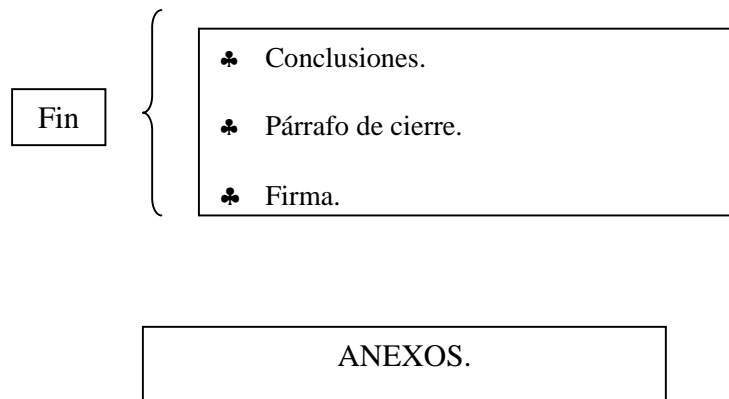 ♣ Conclusiones.
Fin
♣ Párrafo de cierre.
♣ Firma.
ANEXOS.